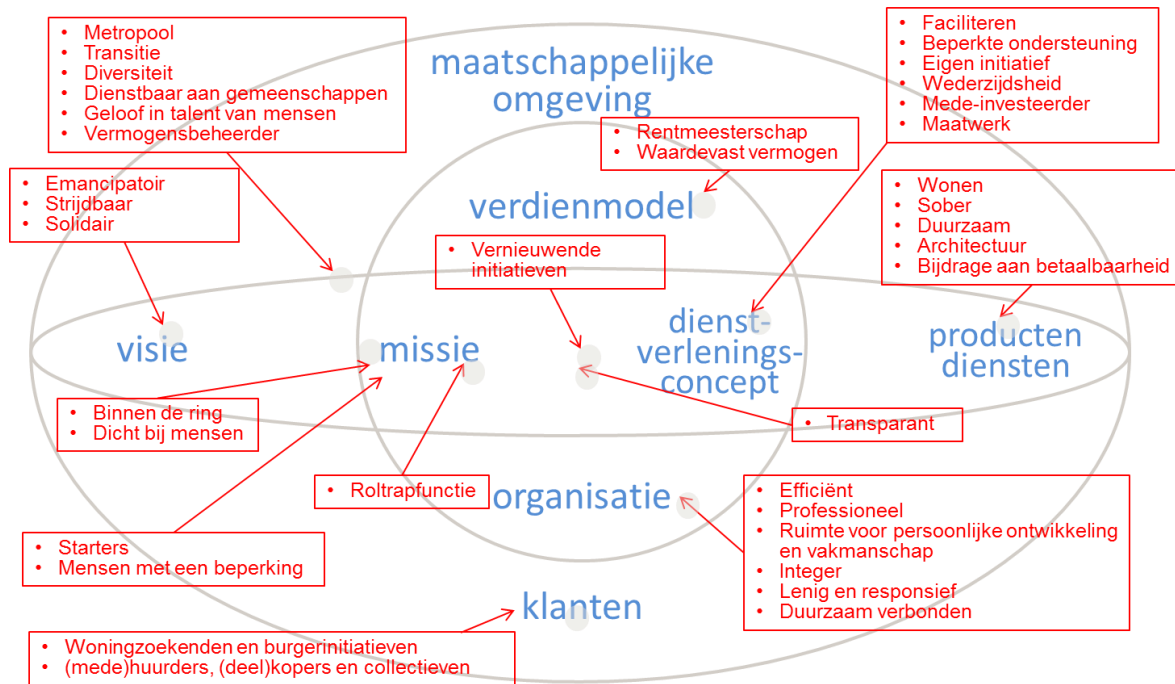 • Metropool
• Transitie
• Diversiteit
• Dienstbaar aan gemeenschappen
• Geloof in talent van mensen
• Vermogensbeheerder
maatschappelijke
omgeving
• Faciliteren
• Beperkte ondersteuning
• Eigen initiatief
• Wederzijdsheid
• Mede-investeerder
• Maatwerk
• Rentmeesterschap
• Waardevast vermogen
• Emancipatoir
• Strijdbaar
• Solidair
verdienmodel
• Wonen
• Sober
• Duurzaam
• Architectuur
• Bijdrage aan betaalbaarheid
• Vernieuwende
initiatieven
visie
missie
dienst-
verlenings-
concept
producten
diensten
• Binnen de ring
• Dicht bij mensen
• Transparant
• Roltrapfunctie
organisatie
• Efficiënt
• Professioneel
• Ruimte voor persoonlijke ontwikkeling
en vakmanschap
• Integer
• Lenig en responsief
• Duurzaam verbonden
• Starters
• Mensen met een beperking
klanten
• Woningzoekenden en burgerinitiatieven
• (mede)huurders, (deel)kopers en collectieven